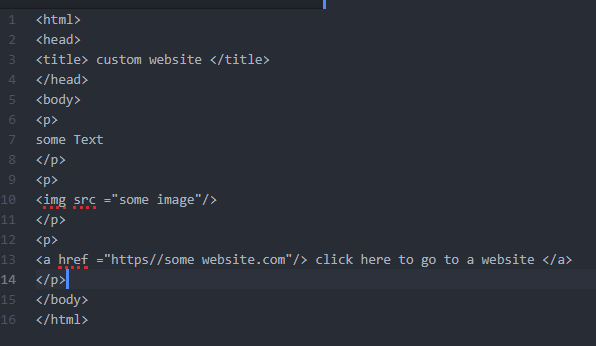 1 <html>
2 <head>
3 <title> custom website </title>
4 </head>
5 <body>
6 <p>
7 some Text
8 </p>
9 <p>
10 <img src ="some image"/>
11 </p>
12 <p>
13 <a href ="https//some website.com"/> click here to go to a website </a>
14 </p>
15 </body>
16 </html>